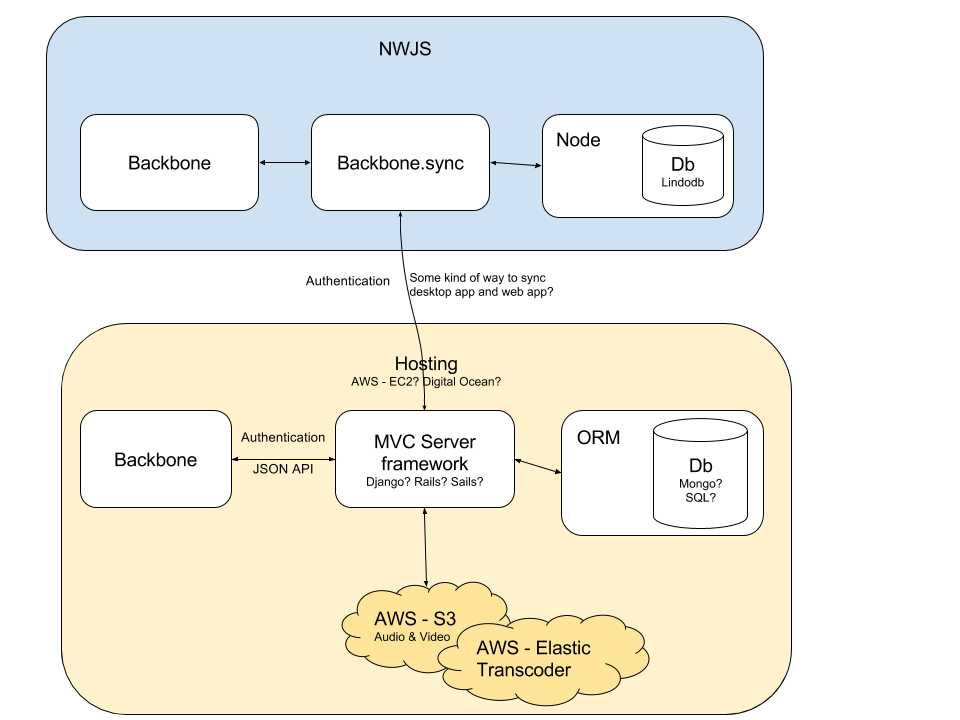 NWJS
Backbone
Backbone.sync
Node
Db
Lindodb
Authentication
Some kind of way to sync
desktop app and web app?
Hosting
AWS - EC2? Digital Ocean?
Backbone
Authentication
JSON API
MVC Server
framework
Django? Rails? Sails?
ORM
Db
Mongo?
SQL?
AWS - S3
Audio & Video
AWS - Elastic
Transcoder